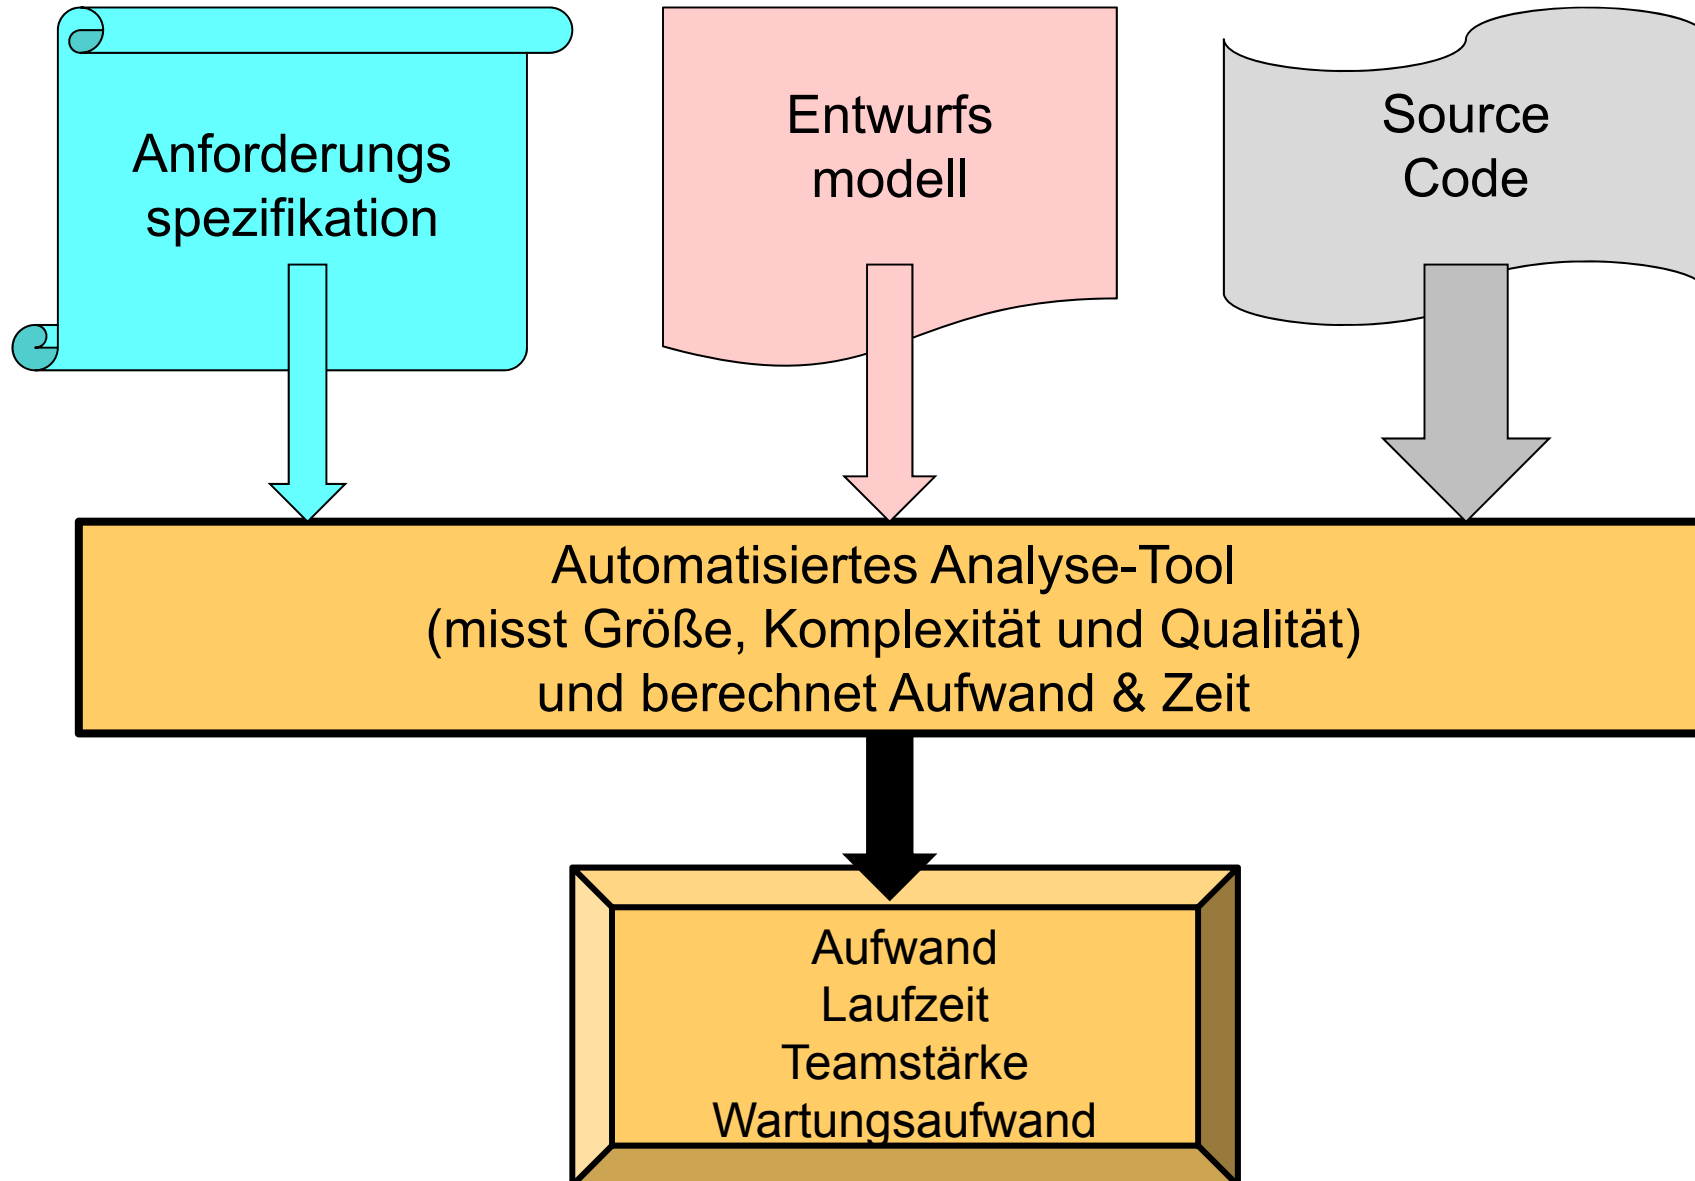 Anforderungs
spezifikation
Entwurfs
modell
Source
Code
Automatisiertes Analyse-Tool
(misst Größe, Komplexität und Qualität)
und berechnet Aufwand & Zeit
Aufwand
Laufzeit
Teamstärke
Wartungsaufwand